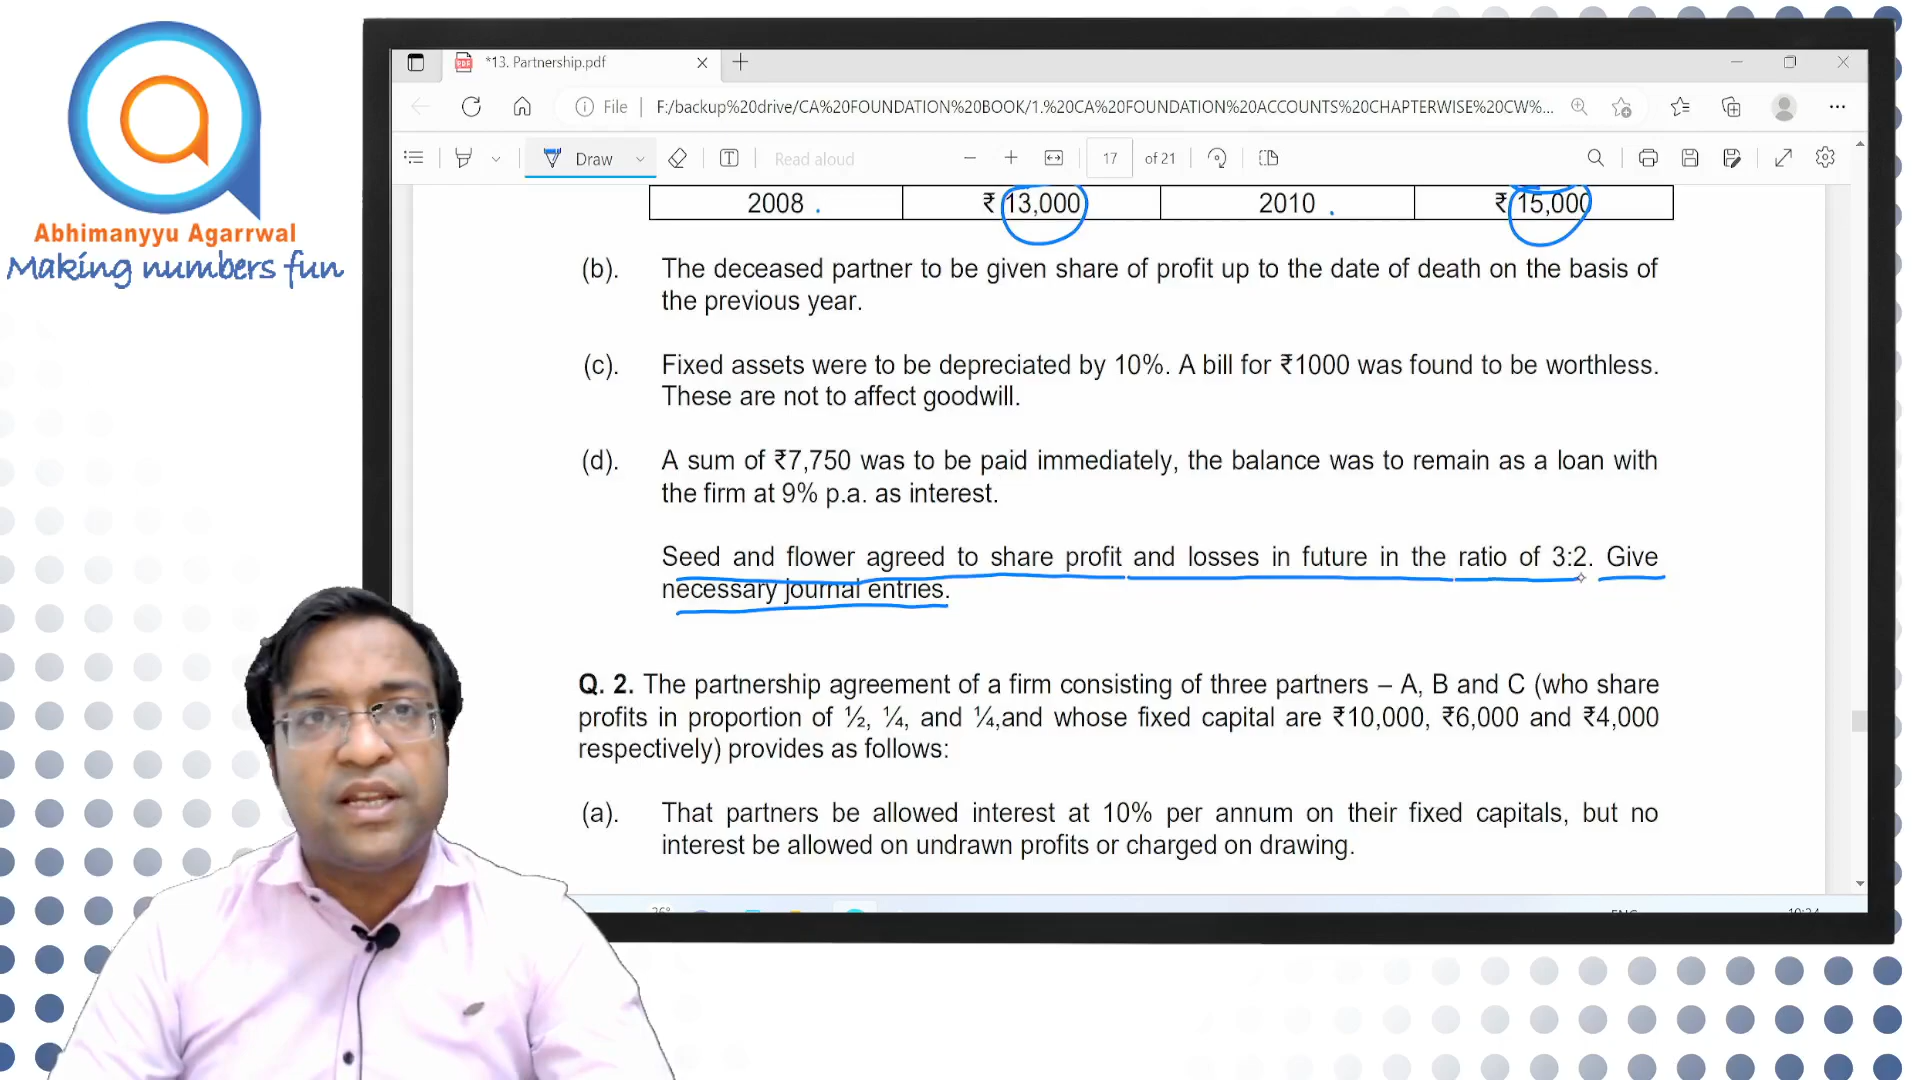 *13. Partnership.pdf
File
F:/backup%20drive/CA%20FOUNDATION%20BOOK/1.%20CA%20FOUNDATION%20ACCOUNTS%20CHAPTERWISE%20CW%...
Draw
Read aloud
17
of 21
2008 . ₹ 13,000 2010 . ₹ 15,000
Abhimanyyu Agarrwal
Making numbers fun
(b). The deceased partner to be given share of profit up to the date of death on the basis of
the previous year.
(c). Fixed assets were to be depreciated by 10%. A bill for ₹1000 was found to be worthless.
These are not to affect goodwill.
(d). A sum of ₹7,750 was to be paid immediately, the balance was to remain as a loan with
the firm at 9% p.a. as interest.
Seed and flower agreed to share profit and losses in future in the ratio of 3:2. Give
necessary journal entries.
Q. 2. The partnership agreement of a firm consisting of three partners – A, B and C (who share
profits in proportion of ½, ¼, and ¼,and whose fixed capital are ₹10,000, ₹6,000 and ₹4,000
respectively) provides as follows:
(a). That partners be allowed interest at 10% per annum on their fixed capitals, but no
interest be allowed on undrawn profits or charged on drawing.